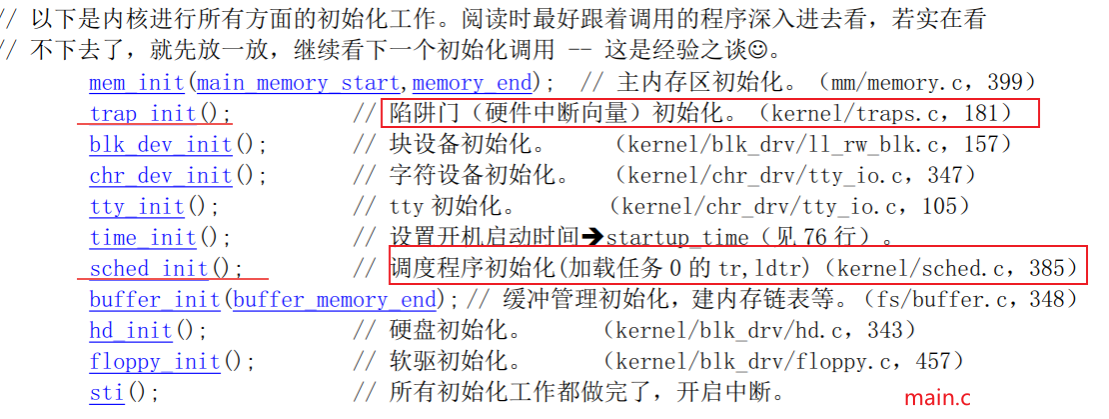 // 以下是内核进行所有方面的初始化工作。阅读时最好跟着调用的程序深入进去看，若实在看
// 不下去了，就先放一放，继续看下一个初始化调用 -- 这是经验之谈☺。
mem_init(main_memory_start,memory_end); // 主内存区初始化。（mm/memory.c，399）
trap_init(); // 陷阱门（硬件中断向量）初始化。（kernel/traps.c，181）
blk_dev_init(); // 块设备初始化。 （kernel/blk_drv/ll_rw_blk.c，157）
chr_dev_init(); // 字符设备初始化。 （kernel/chr_drv/tty_io.c，347）
tty_init(); // tty 初始化。 （kernel/chr_drv/tty_io.c，105）
time_init(); // 设置开机启动时间➔startup_time（见 76 行）。
sched_init(); // 调度程序初始化(加载任务 0 的 tr,ldtr)（kernel/sched.c，385）
buffer_init(buffer_memory_end); // 缓冲管理初始化，建内存链表等。（fs/buffer.c，348）
hd_init(); // 硬盘初始化。 （kernel/blk_drv/hd.c，343）
floppy_init(); // 软驱初始化。 （kernel/blk_drv/floppy.c，457）
sti(); // 所有初始化工作都做完了，开启中断。
main.c